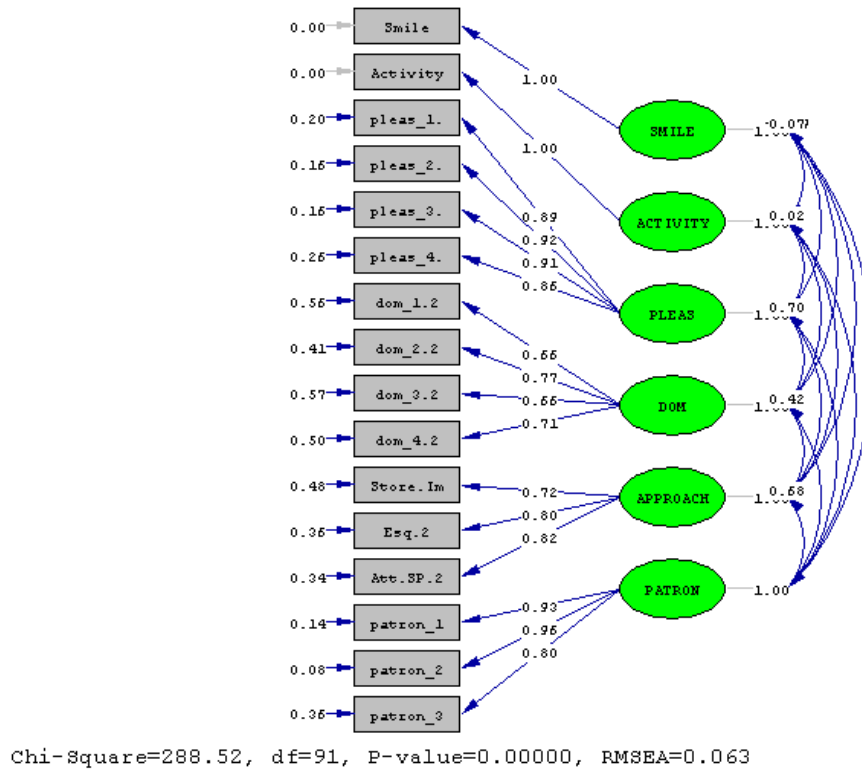 0.00 Smile
0.00 Activity
1.00
0.20 pleas_1.
SMILE -0.07
1.00
0.16 pleas_2.
0.16 pleas_3.
0.89
ACTIVITY 0.02
0.92
0.26 pleas_4.
0.91
0.86
0.56 dom_1.2
PLEAS 0.70
0.41 dom_2.2
0.66
0.77
0.57 dom_3.2
0.66
DOM 0.42
0.71
0.50 dom_4.2
0.48 Store.Im
0.72
APPROACH 0.68
0.80
0.36 Esq.2
0.82
0.34 Att.SP.2
PATRON 1.00
0.14 patron_1
0.93
0.96
0.80
0.08 patron_2
0.36 patron_3
Chi-Square=288.52, df=91, P-value=0.00000, RMSEA=0.063